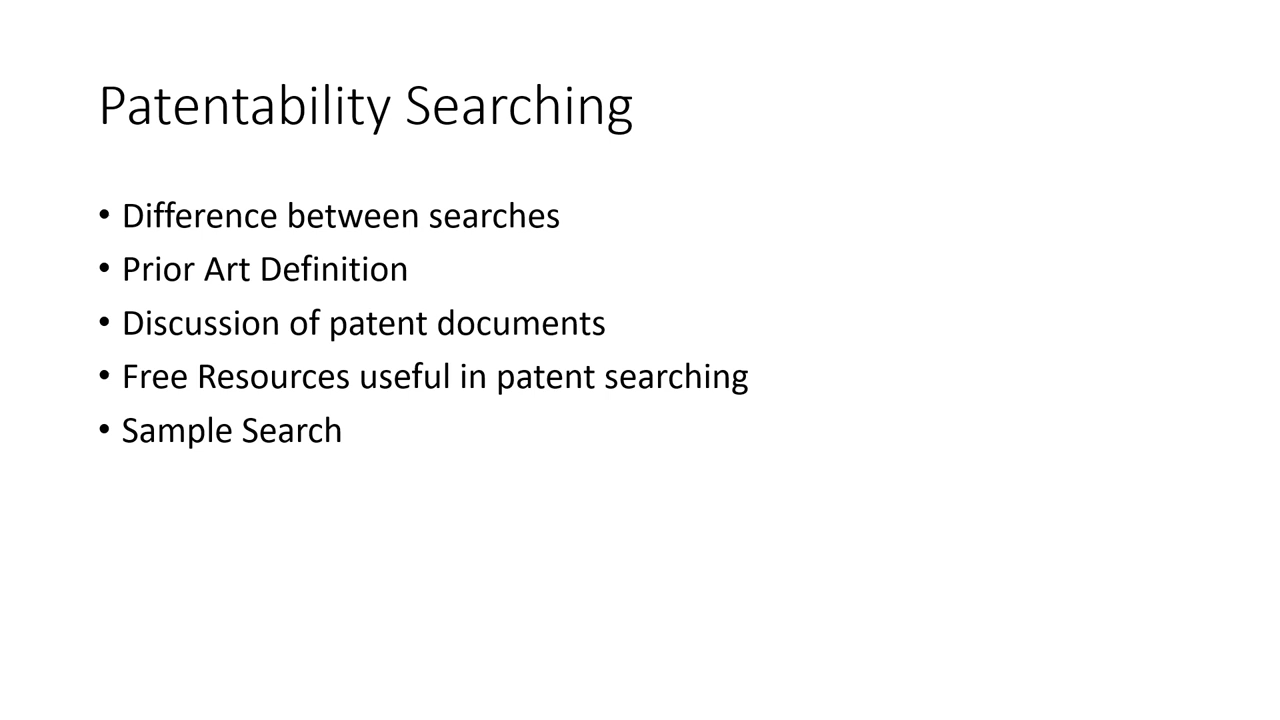 Patentability Searching
• Difference between searches
• Prior Art Definition
• Discussion of patent documents
• Free Resources useful in patent searching
• Sample Search